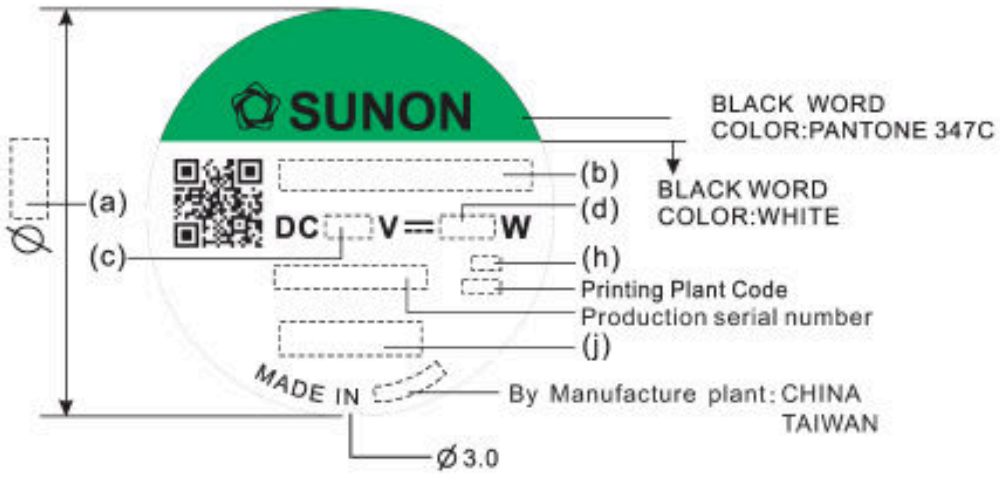 SUNON
BLACK WORD
COLOR:PANTONE 347C
(b)
BLACK WORD
COLOR:WHITE
(a)
Ø
DC V⎓ W
(d)
(c)
(h)
Printing Plant Code
Production serial number
(j)
MADE IN
By Manufacture plant: CHINA
TAIWAN
Ø 3.0